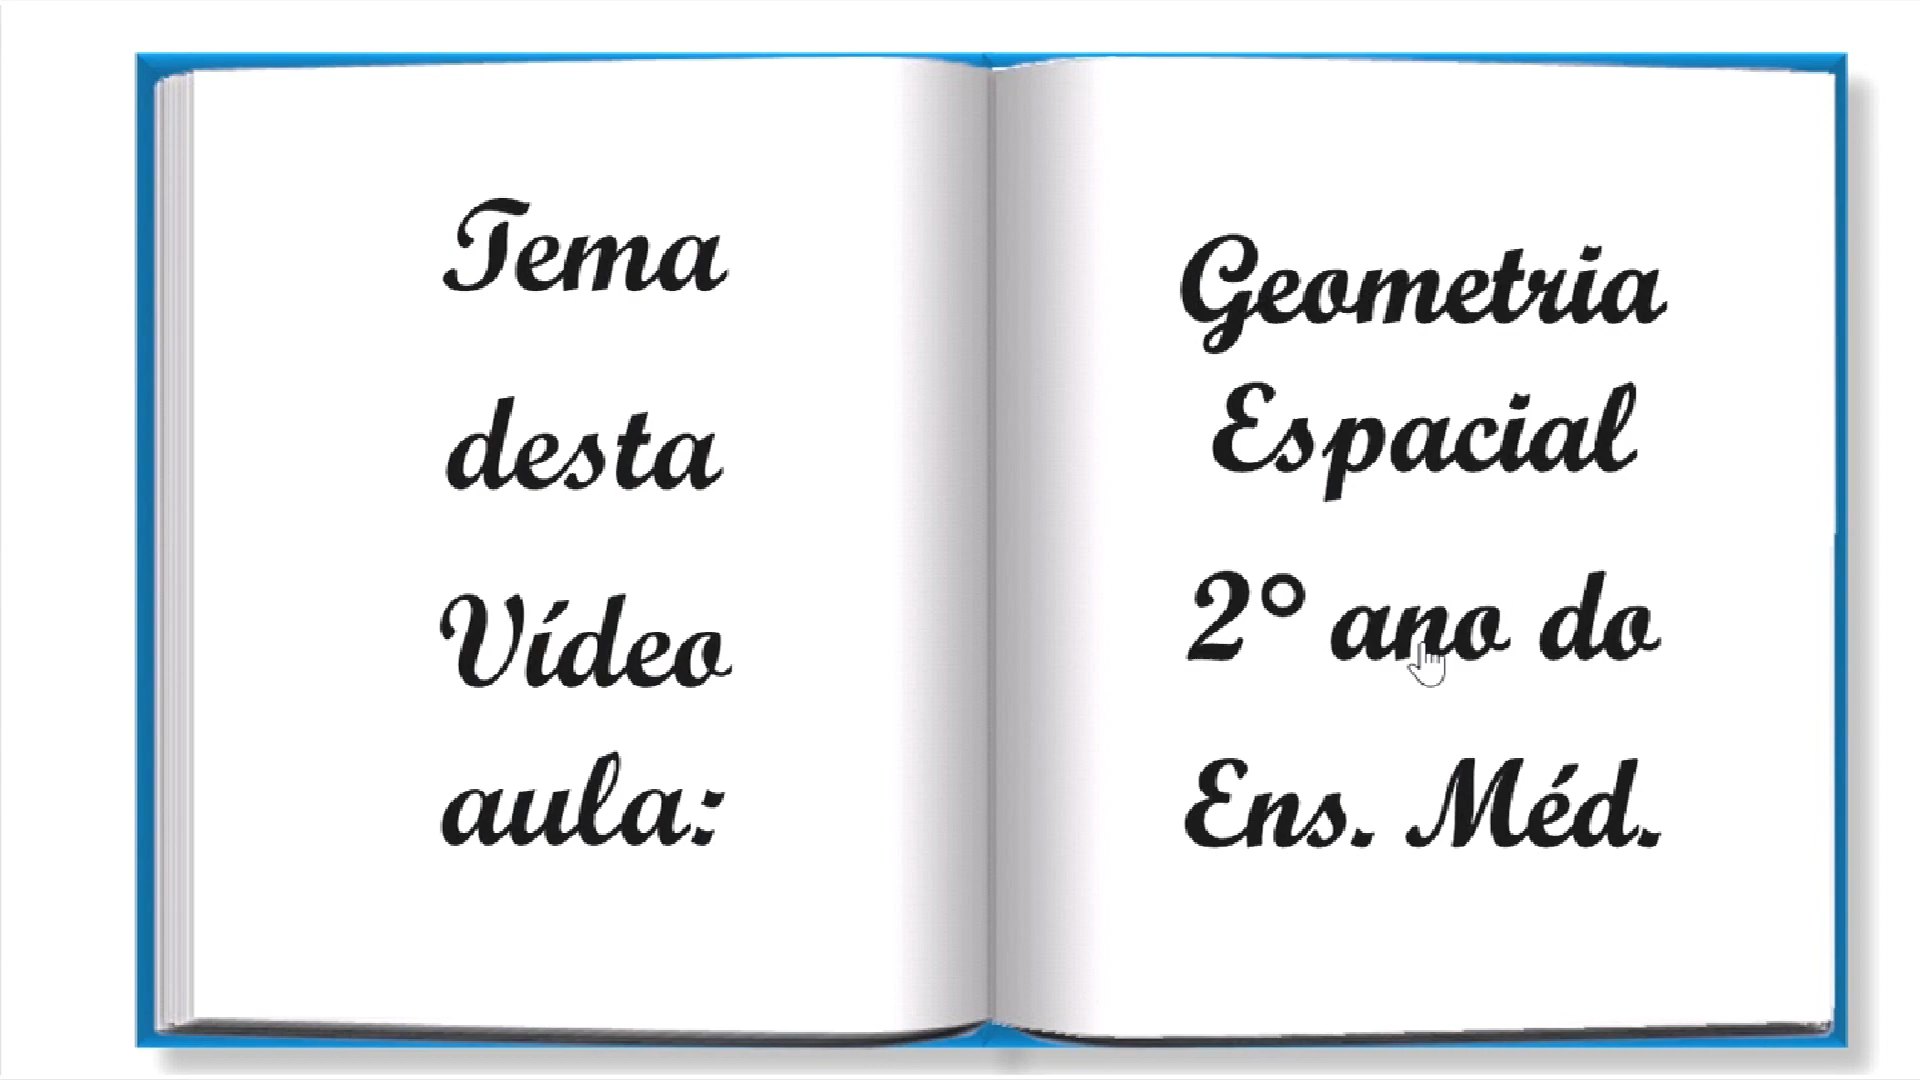 Tema
desta
Vídeo
aula:
Geometria
Espacial
2° ano do
Ens. Méd.